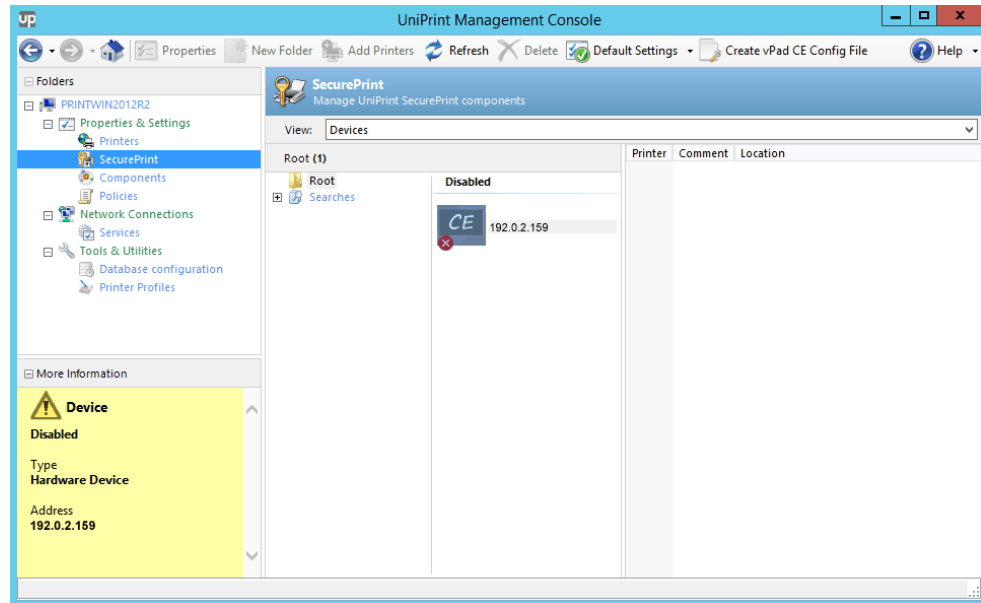 up
UniPrint Management Console
Properties New Folder Add Printers Refresh Delete Default Settings Create vPad CE Config File Help
Folders
PRINTWIN2012R2
Properties & Settings
Printers
SecurePrint
Components
Policies
Network Connections
Services
Tools & Utilities
Database configuration
Printer Profiles
More Information
Device
Disabled
Type
Hardware Device
Address
192.0.2.159
SecurePrint
Manage UniPrint SecurePrint components
View: Devices
Root (1)
Root
Searches
Disabled
CE 192.0.2.159
Printer Comment Location